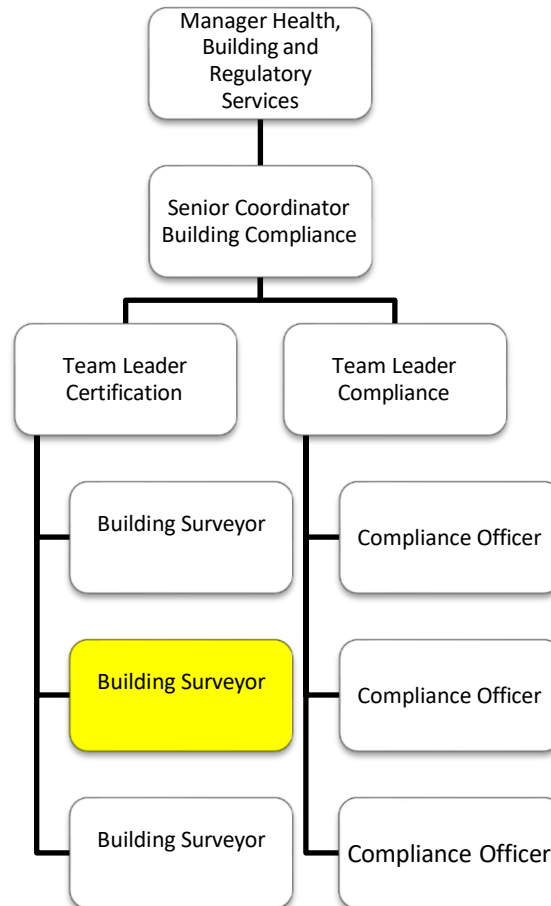 Manager Health,
Building and
Regulatory
Services
Senior Coordinator
Building Compliance
Team Leader
Certification
Team Leader
Compliance
Building Surveyor
Building Surveyor
Building Surveyor
Compliance Officer
Compliance Officer
Compliance Officer